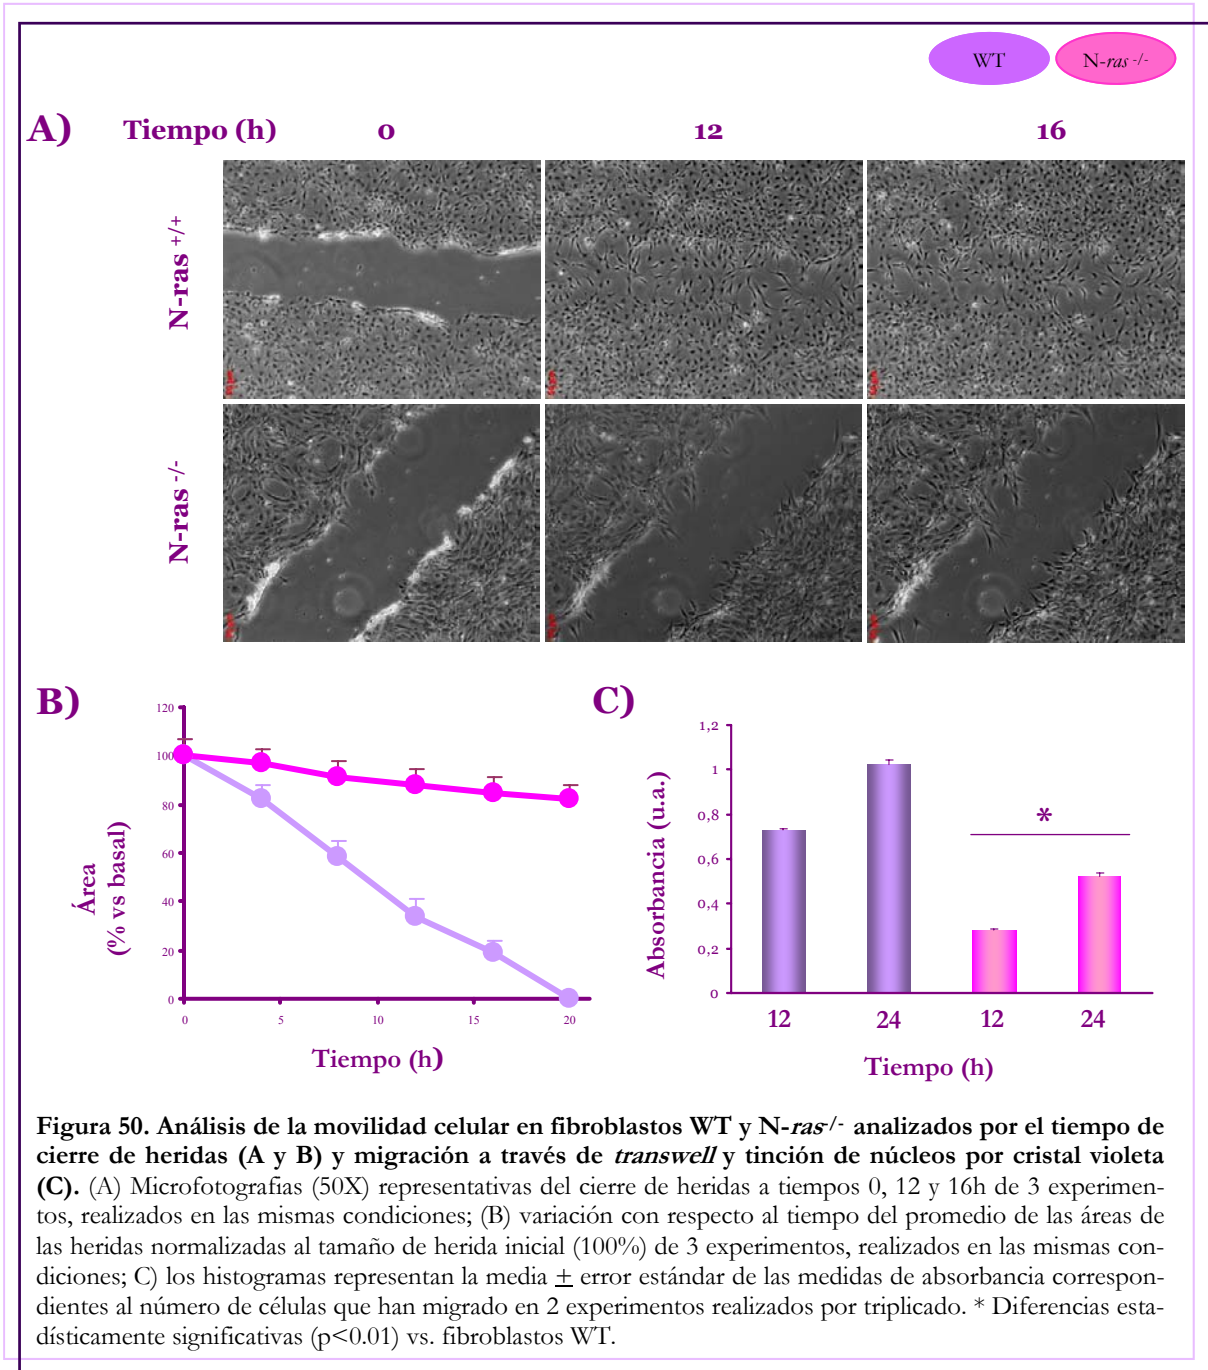 WT
N-ras -/-
A)
Tiempo (h)
0
12
16
N-ras +/+
N-ras -/-
B)
120
100
80
60
40
20
0
0
5
10
15
20
Área
(% vs basal)
Tiempo (h)
C)
1,2
1
0,8
0,6
0,4
0,2
0
*
Absorbancia (u.a.)
12
24
12
24
Tiempo (h)
Figura 50. Análisis de la movilidad celular en fibroblastos WT y N-ras-/- analizados por el tiempo de
cierre de heridas (A y B) y migración a través de transwell y tinción de núcleos por cristal violeta
(C). (A) Microfotografias (50X) representativas del cierre de heridas a tiempos 0, 12 y 16h de 3 experimen-
tos, realizados en las mismas condiciones; (B) variación con respecto al tiempo del promedio de las áreas de
las heridas normalizadas al tamaño de herida inicial (100%) de 3 experimentos, realizados en las mismas con-
diciones; C) los histogramas representan la media + error estándar de las medidas de absorbancia correspon-
dientes al número de células que han migrado en 2 experimentos realizados por triplicado. * Diferencias esta-
dísticamente significativas (p<0.01) vs. fibroblastos WT.